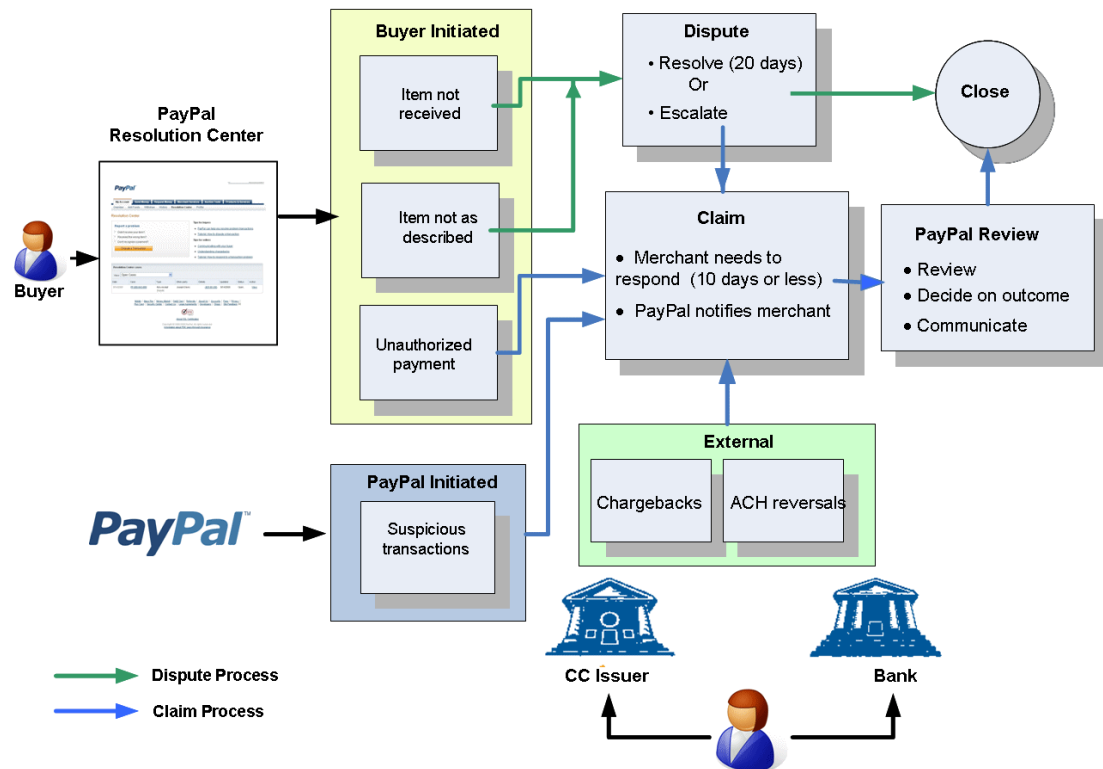 Buyer Initiated
Item not
received
Item not as
described
Unauthorized
payment
Dispute
• Resolve (20 days)
Or
• Escalate
Close
PayPal
Resolution Center
PayPal
Buyer
Claim
● Merchant needs to
respond (10 days or less)
● PayPal notifies merchant
PayPal Review
● Review
● Decide on outcome
● Communicate
External
Chargebacks
ACH reversals
PayPal Initiated
Suspicious
transactions
PayPal™
CC Issuer
Bank
Dispute Process
Claim Process